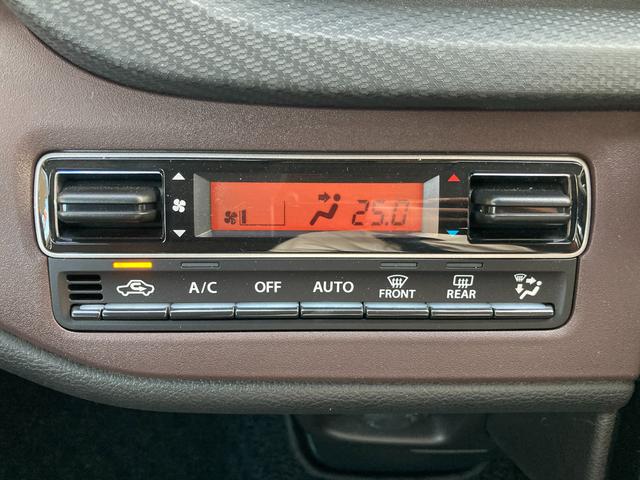 25.0
A/C OFF AUTO FRONT REAR